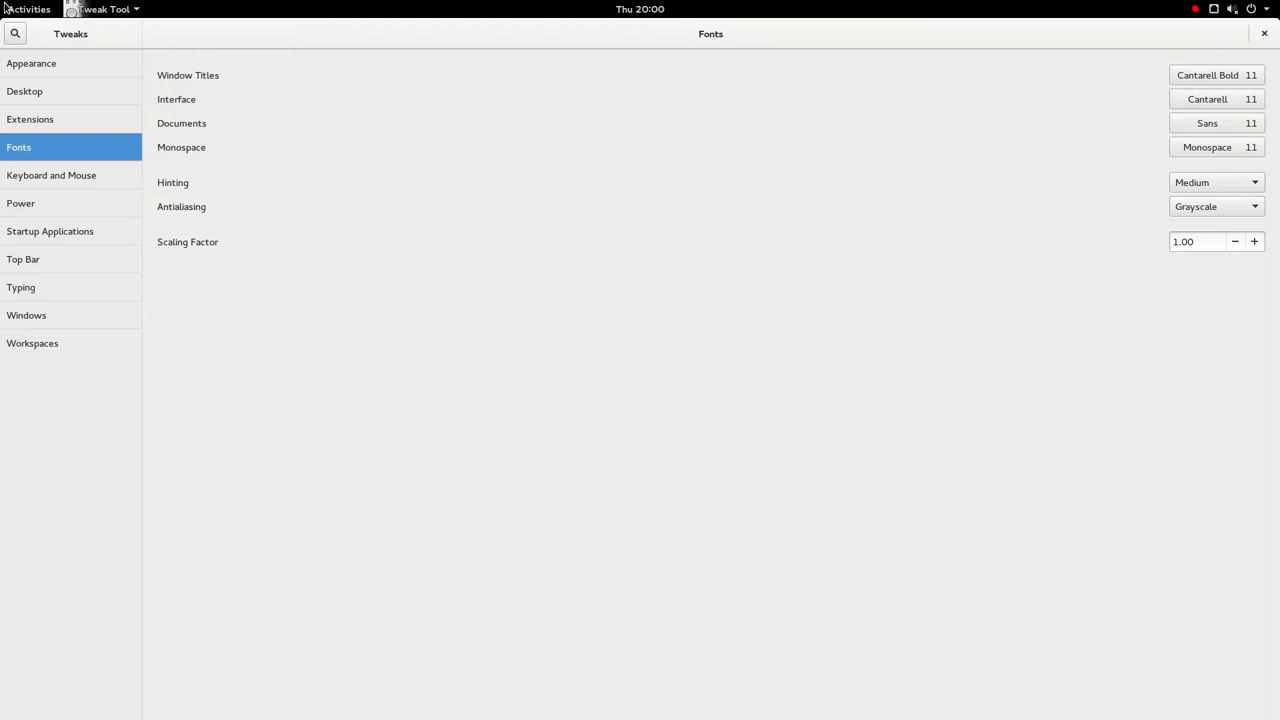 Activities Tweak Tool Thu 20:00
Tweaks Fonts
Appearance
Desktop
Extensions
Fonts
Keyboard and Mouse
Power
Startup Applications
Top Bar
Typing
Windows
Workspaces
Window Titles Cantarell Bold 11
Interface Cantarell 11
Documents Sans 11
Monospace Monospace 11
Hinting Medium
Antialiasing Grayscale
Scaling Factor 1.00